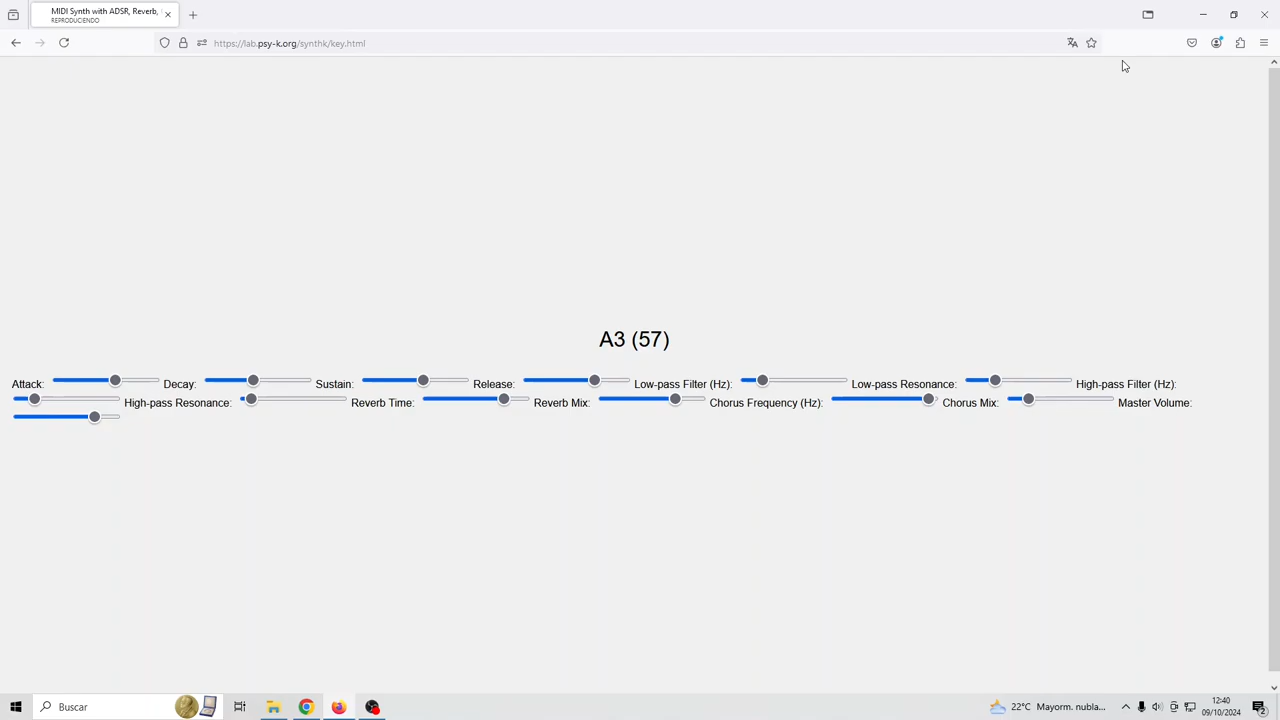 MIDI Synth with ADSR, Reverb,
REPRODUCIENDO
https://lab.psy-k.org/synthk/key.html
A3 (57)
Attack: Decay: Sustain: Release: Low-pass Filter (Hz): Low-pass Resonance: High-pass Filter (Hz):
High-pass Resonance: Reverb Time: Reverb Mix: Chorus Frequency (Hz): Chorus Mix: Master Volume:
Buscar
22°C Mayorm. nubla...
12:40
09/10/2024
2